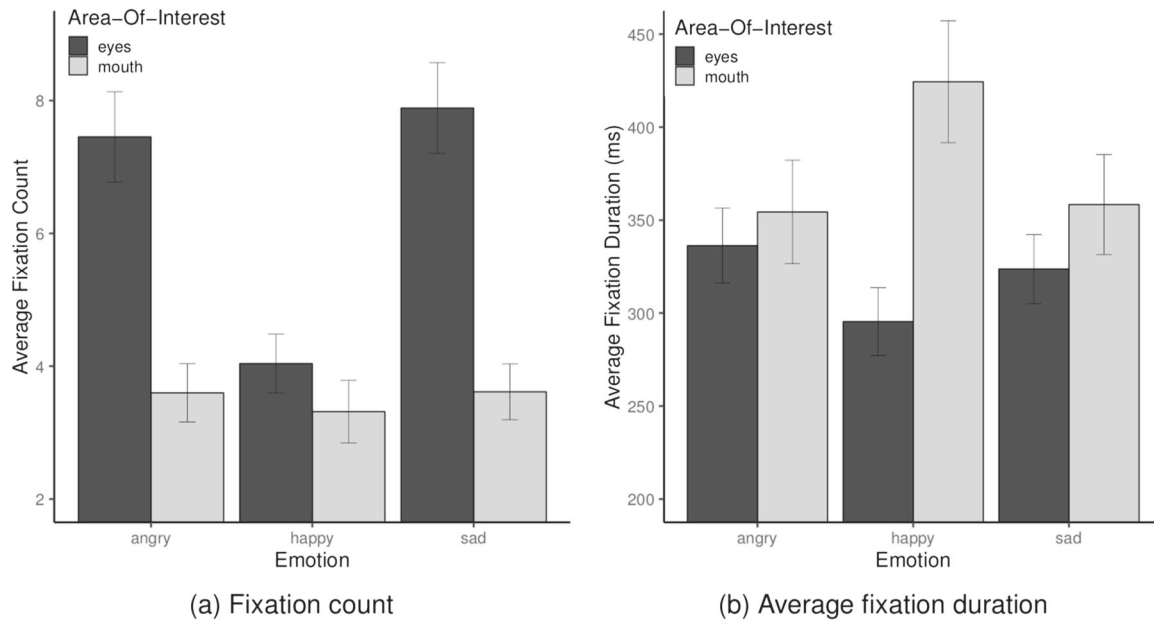 Area-Of-Interest
eyes
mouth
Average Fixation Count
8
6
4
2
angry happy sad
Emotion
(a) Fixation count
Area-Of-Interest
eyes
mouth
Average Fixation Duration (ms)
450
400
350
300
250
200
angry happy sad
Emotion
(b) Average fixation duration